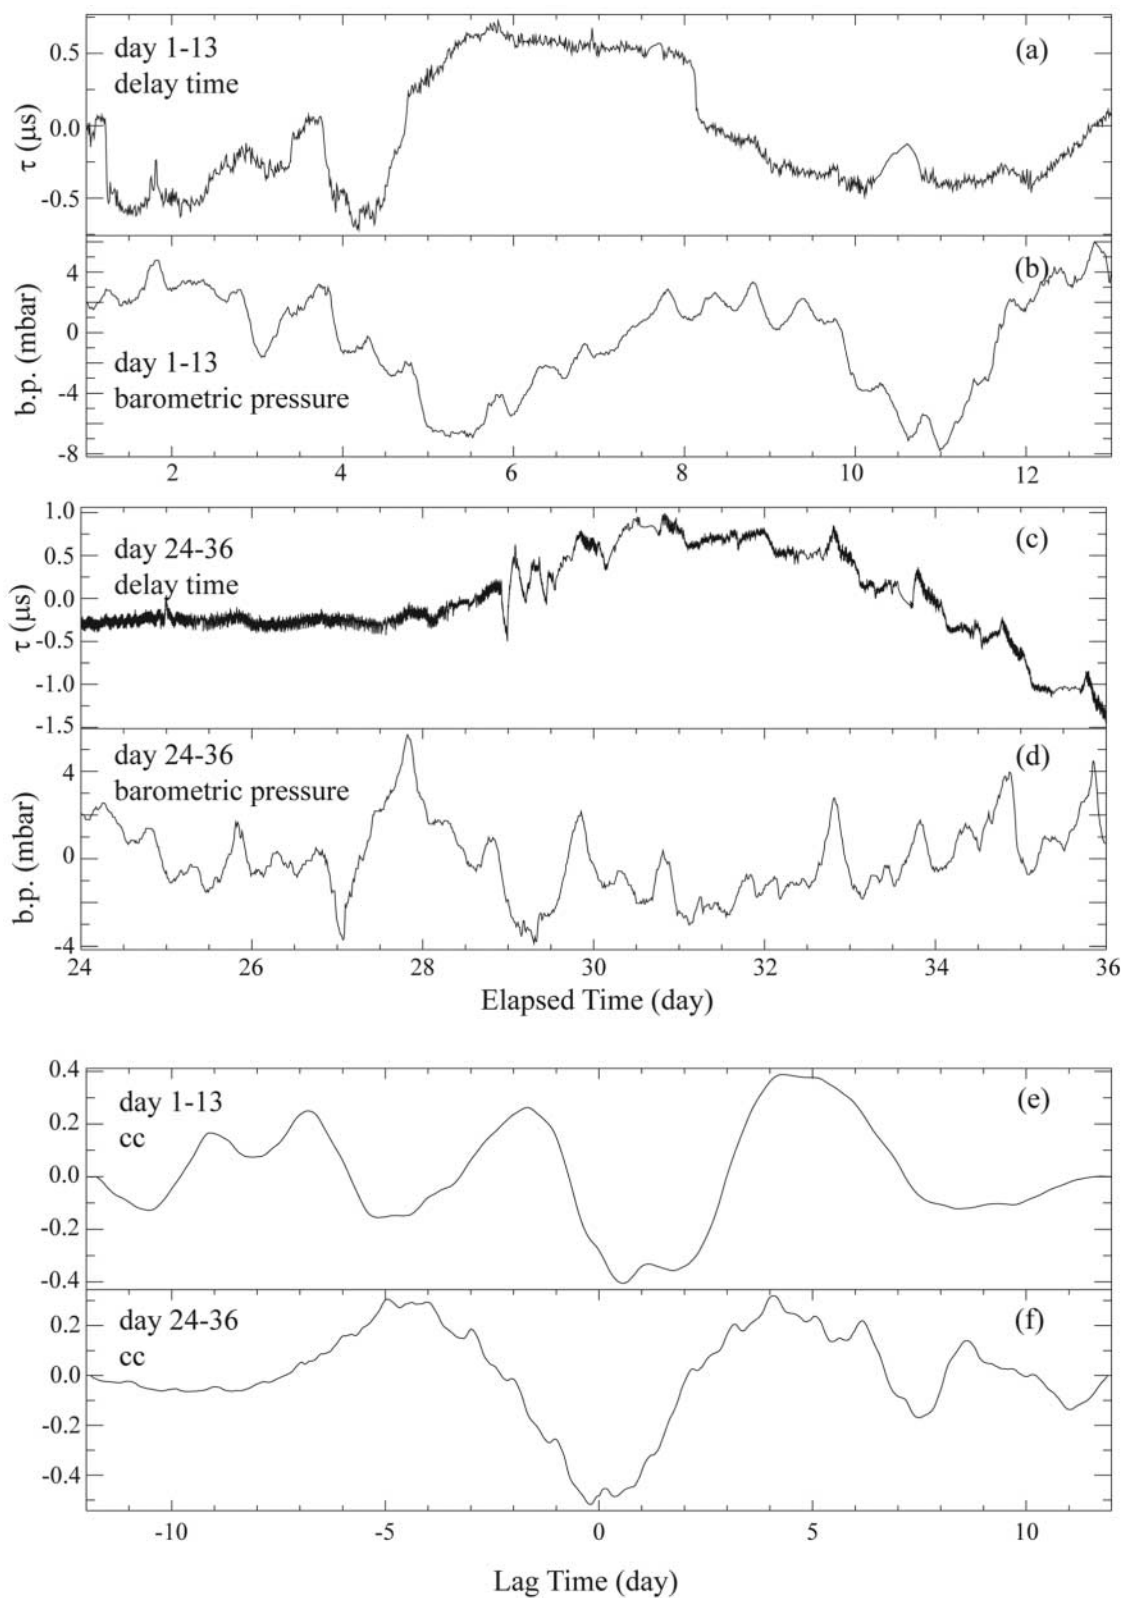 day 1-13
delay time
(a)
τ (μs)
0.5
0.0
-0.5
(b)
day 1-13
barometric pressure
b.p. (mbar)
4
0
-4
-8
2 4 6 8 10 12
day 24-36
delay time
(c)
τ (μs)
1.0
0.5
0.0
-0.5
-1.0
-1.5
day 24-36
barometric pressure
(d)
b.p. (mbar)
4
0
-4
24 26 28 30 32 34 36
Elapsed Time (day)
day 1-13
cc
(e)
0.4
0.2
0.0
-0.2
-0.4
day 24-36
cc
(f)
0.2
0.0
-0.2
-0.4
-10 -5 0 5 10
Lag Time (day)